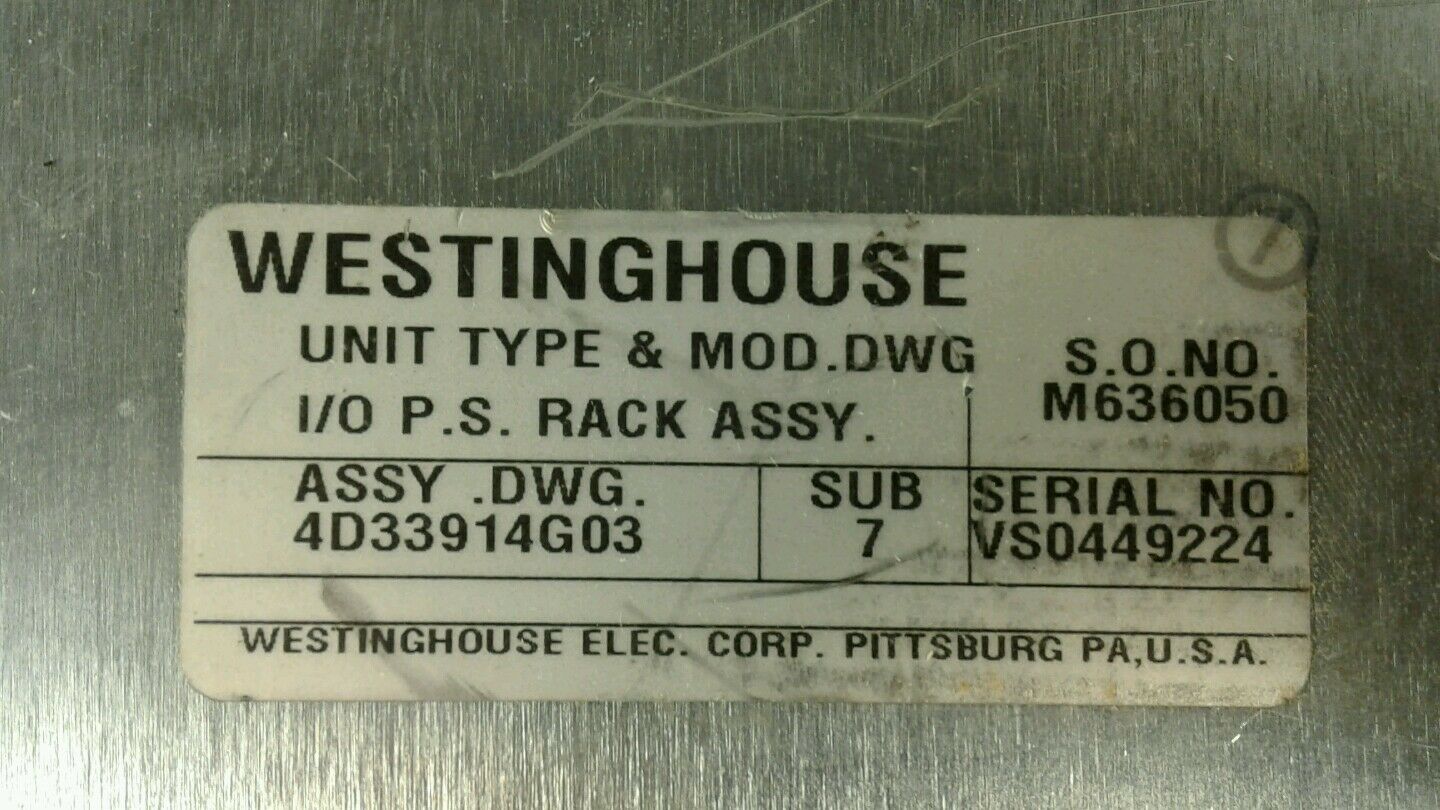 WESTINGHOUSE
7
UNIT TYPE & MOD.DWG
I/O P.S. RACK ASSY.
S.O.NO.
M636050
ASSY .DWG.
4D33914G03
SUB
7
SERIAL NO.
VS0449224
WESTINGHOUSE ELEC. CORP. PITTSBURG PA,U.S.A.